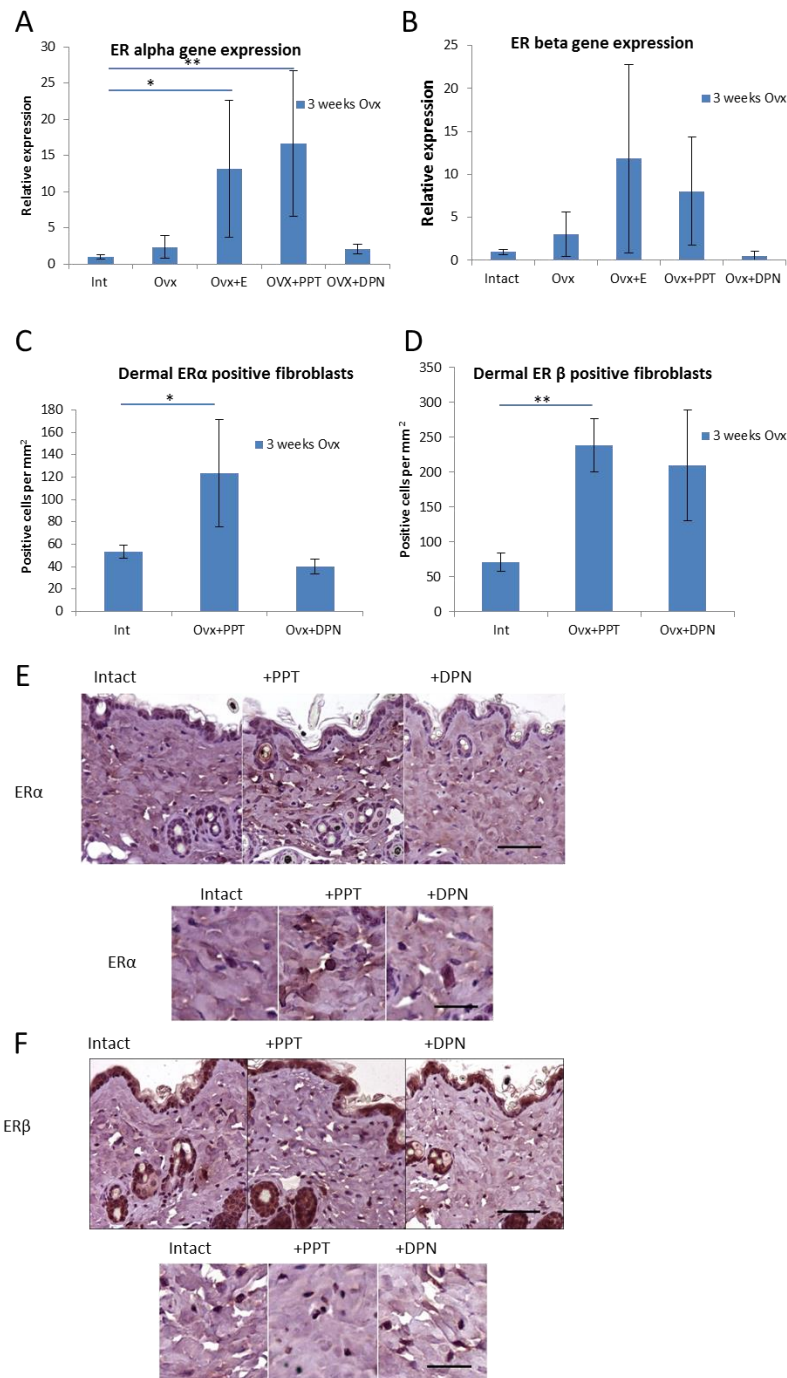 A
ER alpha gene expression
Relative expression
30
25
20
15
10
5
0
**
*
3 weeks Ovx
Int Ovx Ovx+E OVX+PPT OVX+DPN
B
ER beta gene expression
Relative expression
25
20
15
10
5
0
3 weeks Ovx
Intact Ovx Ovx+E Ovx+PPT Ovx+DPN
C
Dermal ERα positive fibroblasts
Positive cells per mm²
180
160
140
120
100
80
60
40
20
0
*
3 weeks Ovx
Int Ovx+PPT Ovx+DPN
D
Dermal ER β positive fibroblasts
Positive cells per mm²
350
300
250
200
150
100
50
0
**
3 weeks Ovx
Int Ovx+PPT Ovx+DPN
E
Intact +PPT +DPN
ERα
Intact +PPT +DPN
ERα
F
Intact +PPT +DPN
ERβ
Intact +PPT +DPN